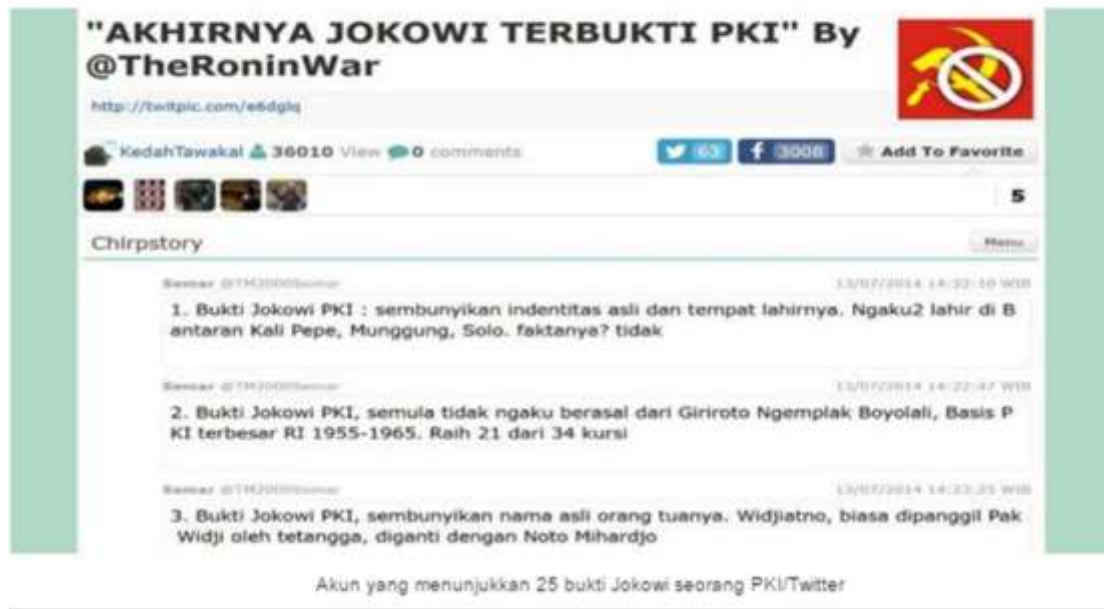 "AKHIRNYA JOKOWI TERBUKTI PKI" By
@TheRoninWar
http://twitpic.com/e6dglq
KedahTawakal 36010 View 0 comments 63 3008 Add To Favorite
5
Chirpstory Menu
Semar @TM2000Semar 13/07/2014 14:22:10 WIB
1. Bukti Jokowi PKI : sembunyikan indentitas asli dan tempat lahirnya. Ngaku2 lahir di B
antaran Kali Pepe, Munggung, Solo. faktanya? tidak
Semar @TM2000Semar 13/07/2014 14:22:47 WIB
2. Bukti Jokowi PKI, semula tidak ngaku berasal dari Giriroto Ngemplak Boyolali, Basis P
KI terbesar RI 1955-1965. Raih 21 dari 34 kursi
Semar @TM2000Semar 13/07/2014 14:23:25 WIB
3. Bukti Jokowi PKI, sembunyikan nama asli orang tuanya. Widjiatno, biasa dipanggil Pak
Widji oleh tetangga, diganti dengan Noto Mihardjo
Akun yang menunjukkan 25 bukti Jokowi seorang PKI/Twitter